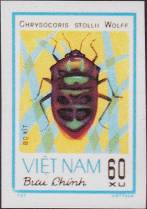 CHRYSOCORIS STOLLII WOLFF
BỌ XÍT
VIỆT NAM
60
XU
Bưu Chính